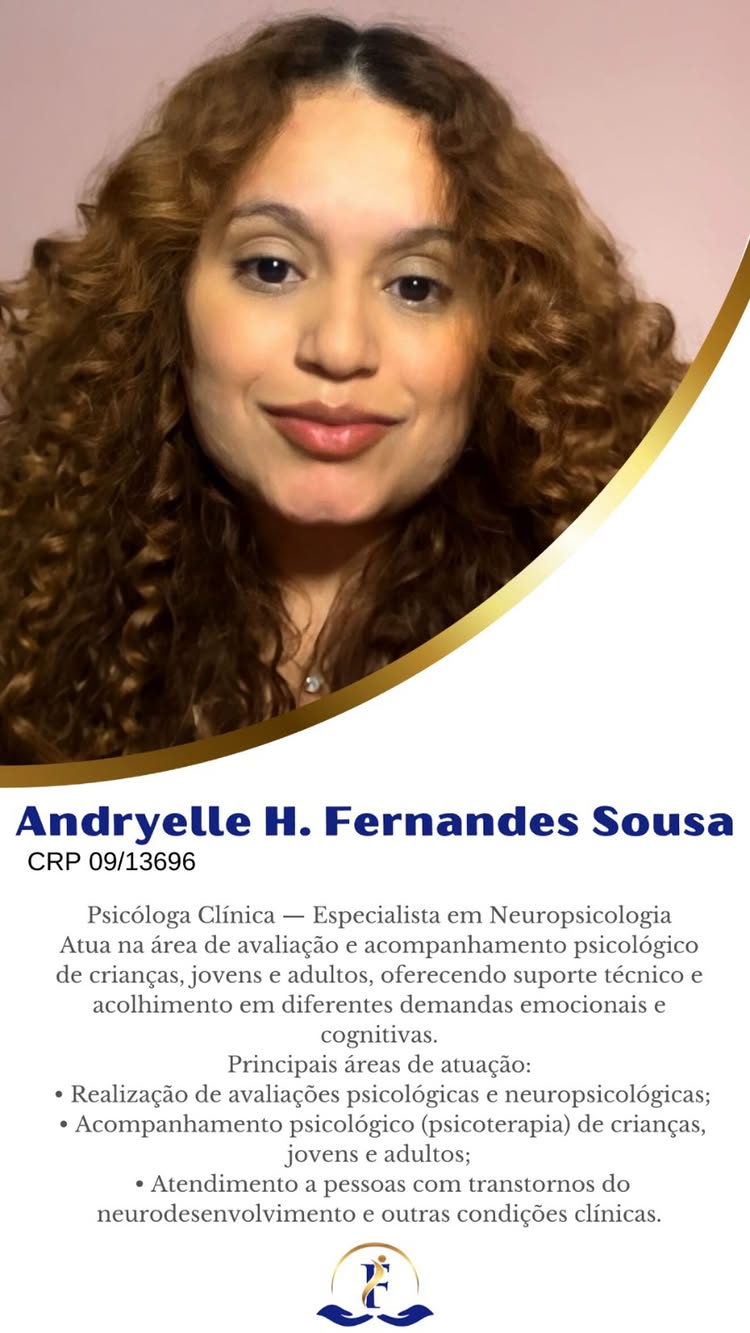 Andryelle H. Fernandes Sousa
CRP 09/13696
Psicóloga Clínica — Especialista em Neuropsicologia
Atua na área de avaliação e acompanhamento psicológico
de crianças, jovens e adultos, oferecendo suporte técnico e
acolhimento em diferentes demandas emocionais e
cognitivas.
Principais áreas de atuação:
• Realização de avaliações psicológicas e neuropsicológicas;
• Acompanhamento psicológico (psicoterapia) de crianças,
jovens e adultos;
• Atendimento a pessoas com transtornos do
neurodesenvolvimento e outras condições clínicas.
F